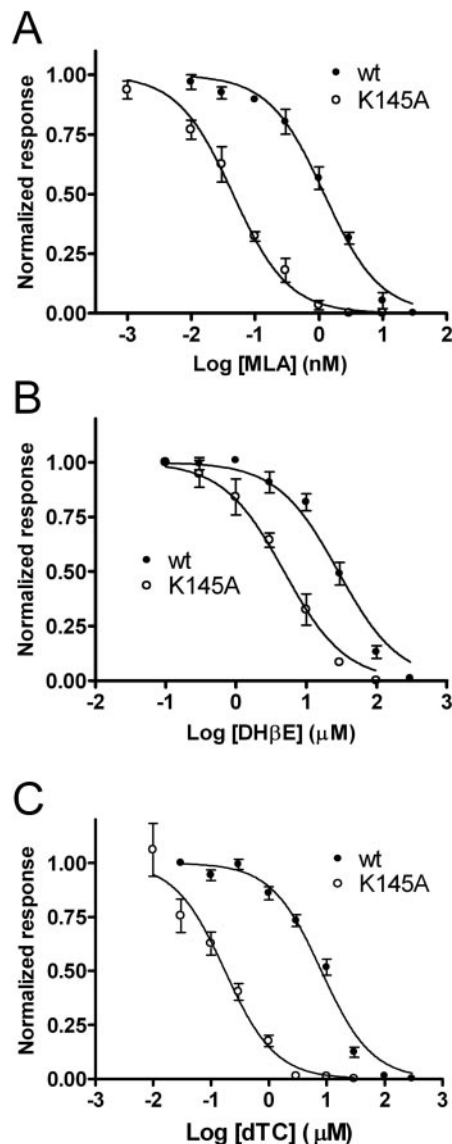 A
Normalized response
1.00
0.75
0.50
0.25
0.00
wt
K145A
-3 -2 -1 0 1 2
Log [MLA] (nM)
B
Normalized response
1.00
0.75
0.50
0.25
0.00
wt
K145A
-2 -1 0 1 2 3
Log [DHβE] (μM)
C
Normalized response
1.00
0.75
0.50
0.25
0.00
wt
K145A
-3 -2 -1 0 1 2 3
Log [dTC] (μM)